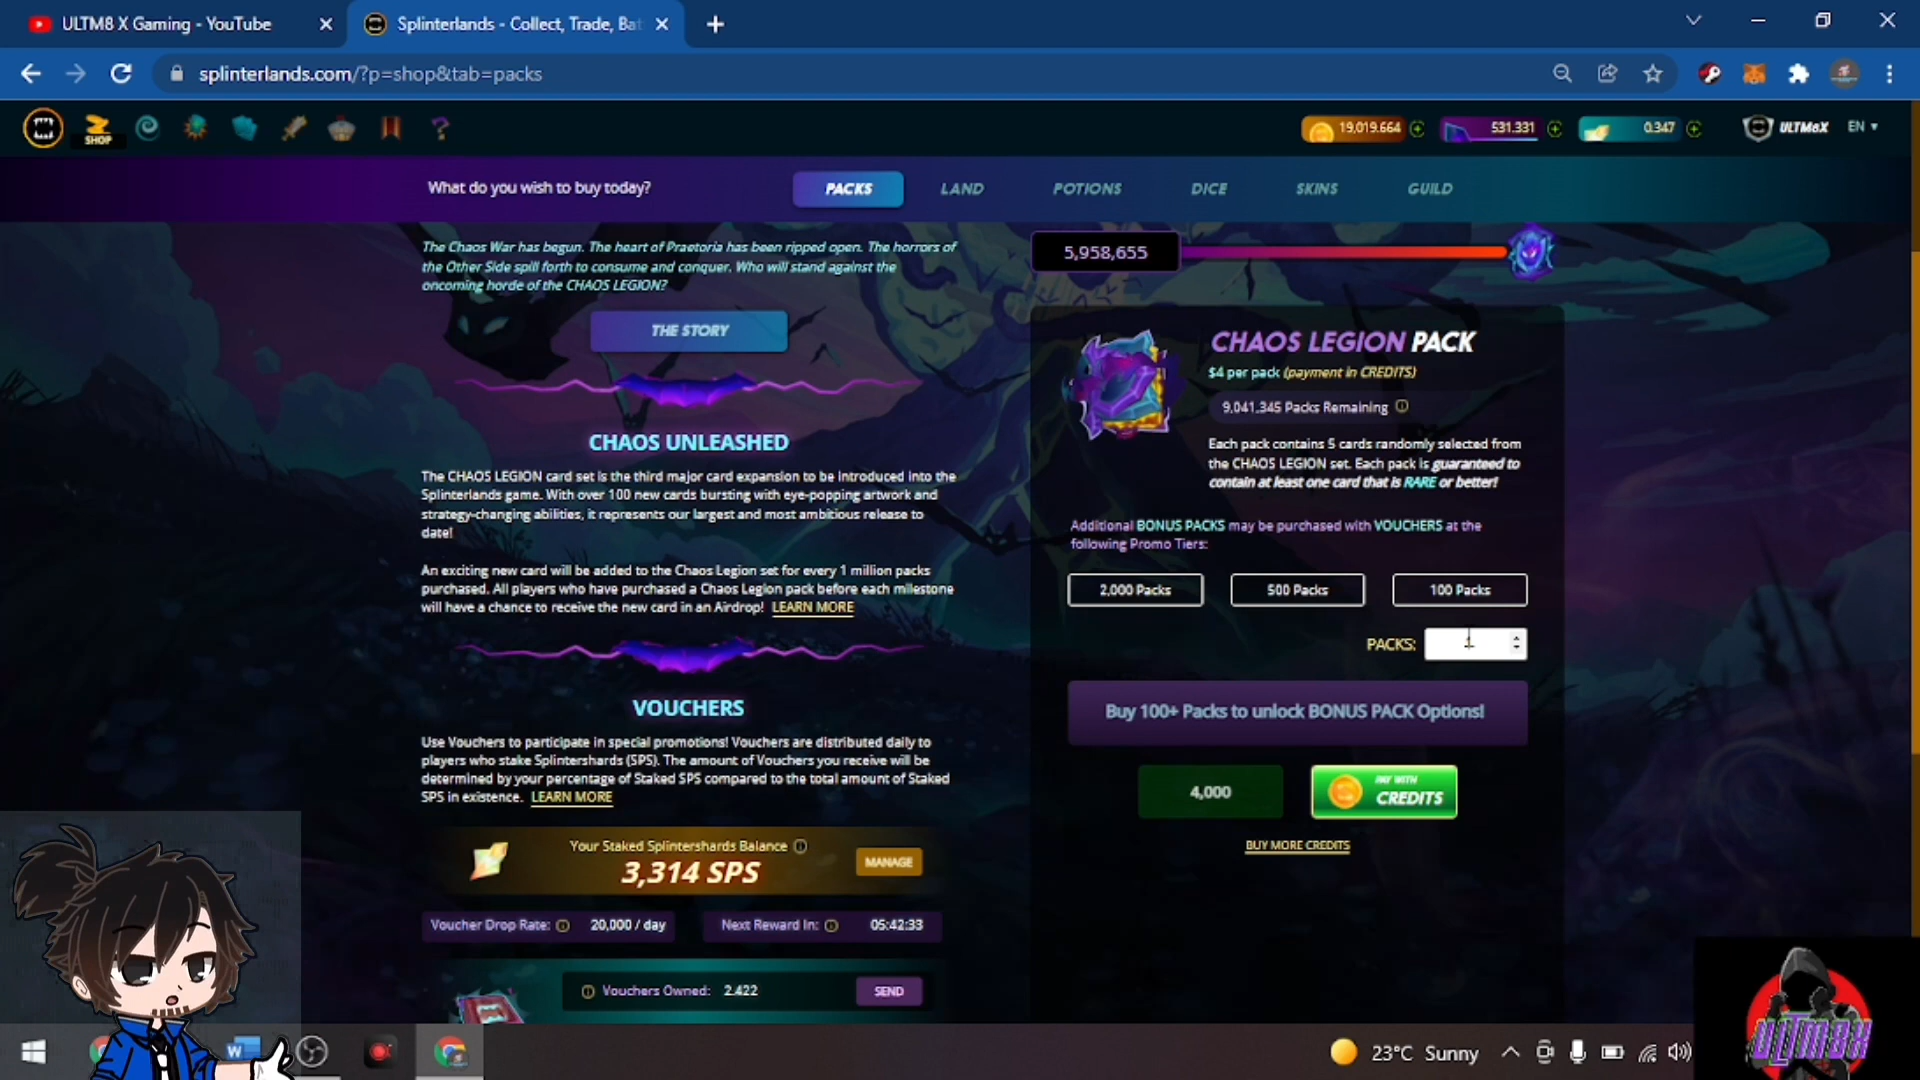 ULTM8 X Gaming - YouTube
Splinterlands - Collect, Trade, Bat
splinterlands.com/?p=shop&tab=packs
SHOP
19,019.664
531.331
0.347
ULTM8X
EN
What do you wish to buy today?
PACKS
LAND
POTIONS
DICE
SKINS
GUILD
The Chaos War has begun. The heart of Praetoria has been ripped open. The horrors of
the Other Side spill forth to consume and conquer. Who will stand against the
oncoming horde of the CHAOS LEGION?
THE STORY
CHAOS UNLEASHED
The CHAOS LEGION card set is the third major card expansion to be introduced into the
Splinterlands game. With over 100 new cards bursting with eye-popping artwork and
strategy-changing abilities, it represents our largest and most ambitious release to
date!
An exciting new card will be added to the Chaos Legion set for every 1 million packs
purchased. All players who have purchased a Chaos Legion pack before each milestone
will have a chance to receive the new card in an Airdrop! LEARN MORE
VOUCHERS
Use Vouchers to participate in special promotions! Vouchers are distributed daily to
players who stake Splintershards (SPS). The amount of Vouchers you receive will be
determined by your percentage of Staked SPS compared to the total amount of Staked
SPS in existence. LEARN MORE
Your Staked Splintershards Balance
3,314 SPS
MANAGE
Voucher Drop Rate: 20,000 / day
Next Reward In: 05:42:33
Vouchers Owned: 2.422
SEND
5,958,655
CHAOS LEGION PACK
$4 per pack (payment in CREDITS)
9,041,345 Packs Remaining
Each pack contains 5 cards randomly selected from
the CHAOS LEGION set. Each pack is guaranteed to
contain at least one card that is RARE or better!
Additional BONUS PACKS may be purchased with VOUCHERS at the
following Promo Tiers:
2,000 Packs
500 Packs
100 Packs
PACKS: 1
Buy 100+ Packs to unlock BONUS PACK Options!
4,000
PAY WITH
CREDITS
BUY MORE CREDITS
23°C Sunny
ULTM8X